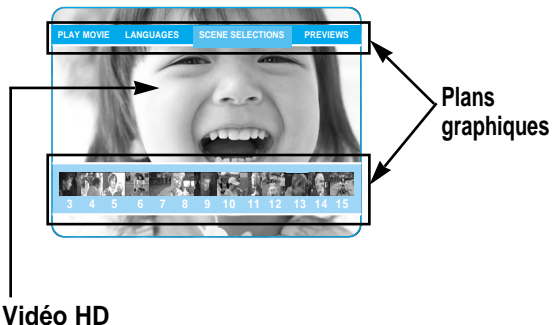 PLAY MOVIE LANGUAGES SCENE SELECTIONS PREVIEWS
Plans
graphiques
3 4 5 6 7 8 9 10 11 12 13 14 15
Vidéo HD